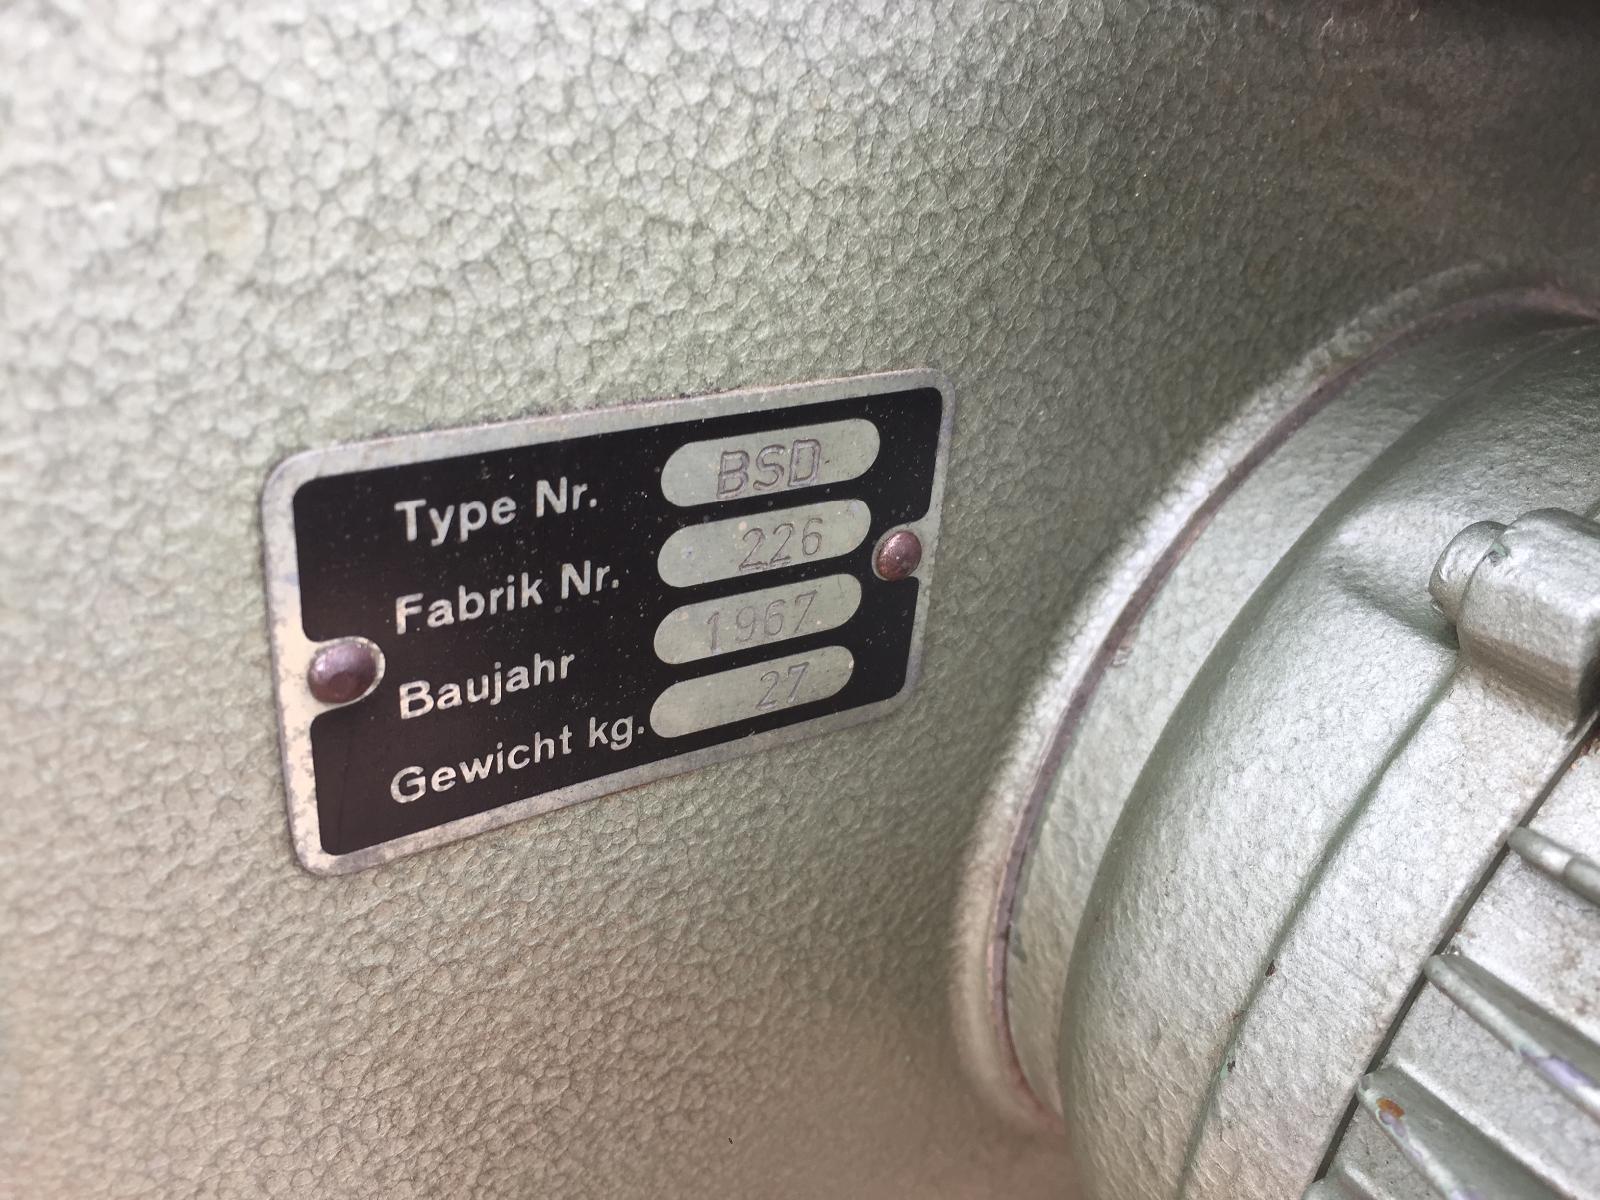 Type Nr. BSD
Fabrik Nr. 226
Baujahr 1967
Gewicht kg. 27